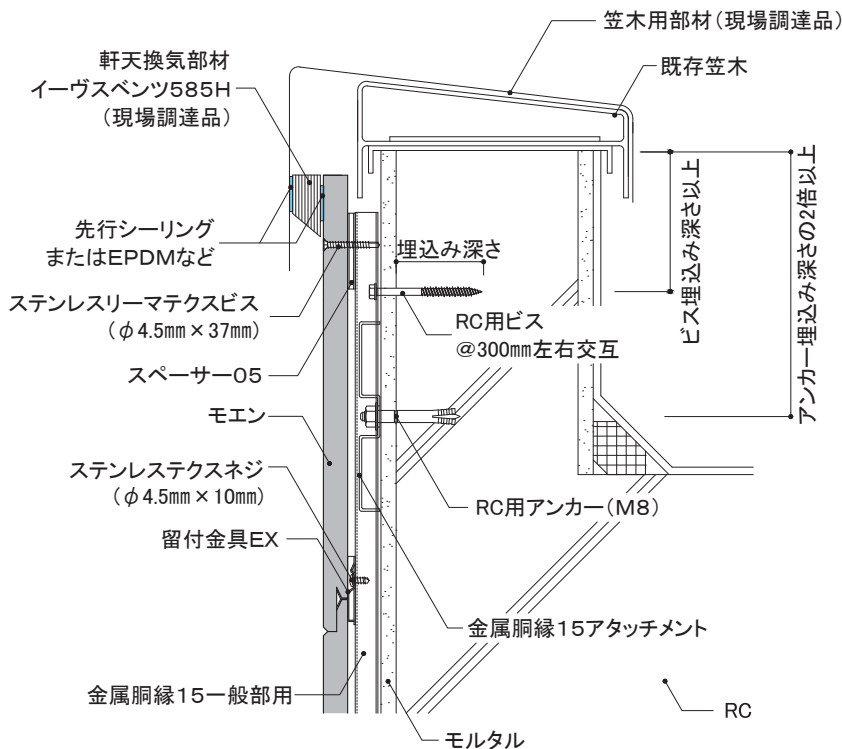 笠木用部材(現場調達品)
既存笠木
軒天換気部材
イーヴスベンツ585H
(現場調達品)
先行シーリング
またはEPDMなど
ステンレスリーマテクスビス
(φ4.5mm×37mm)
スペーサー05
モエン
ステンレステクスネジ
(φ4.5mm×10mm)
留付金具EX
金属胴縁15一般部用
埋込み深さ
RC用ビス
@300mm左右交互
RC用アンカー(M8)
金属胴縁15アタッチメント
モルタル
RC
ビス埋込み深さ以上
アンカー埋込み深さの2倍以上